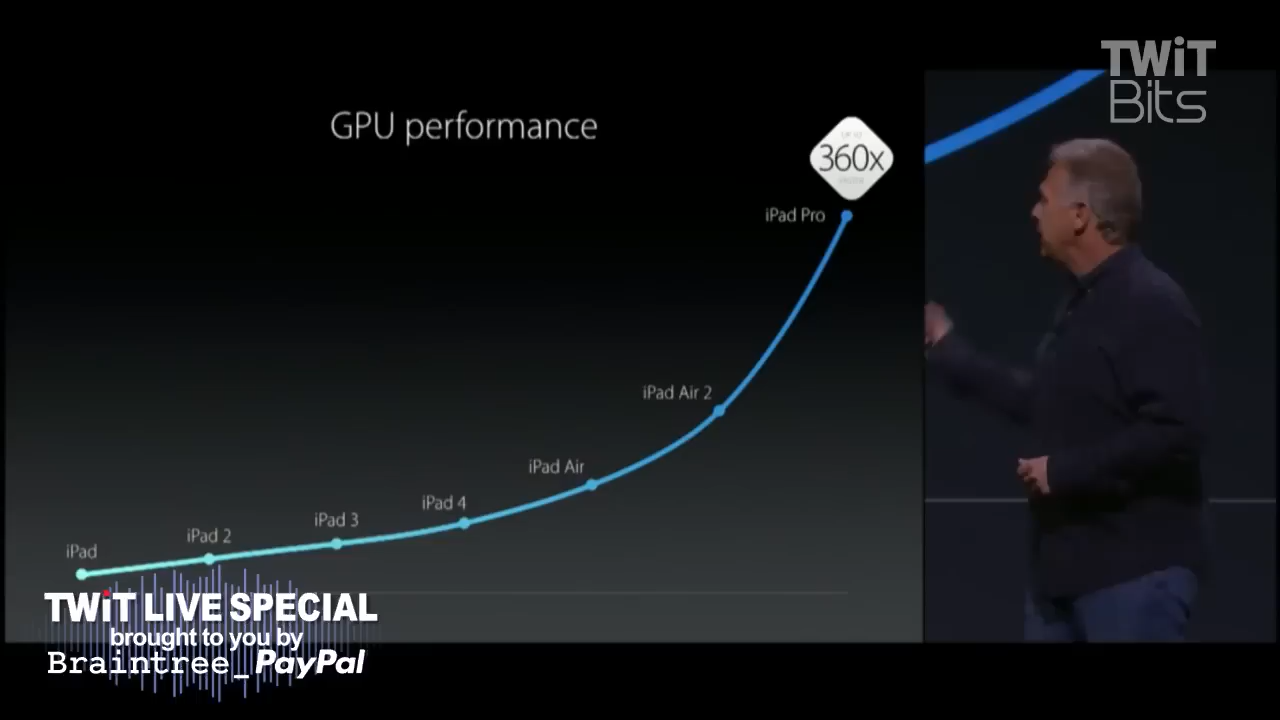 TWiT
Bits
GPU performance
360x
iPad Pro
iPad Air 2
iPad Air
iPad 4
iPad 3
iPad 2
iPad
TWiT LIVE SPECIAL
brought to you by
Braintree_PayPal